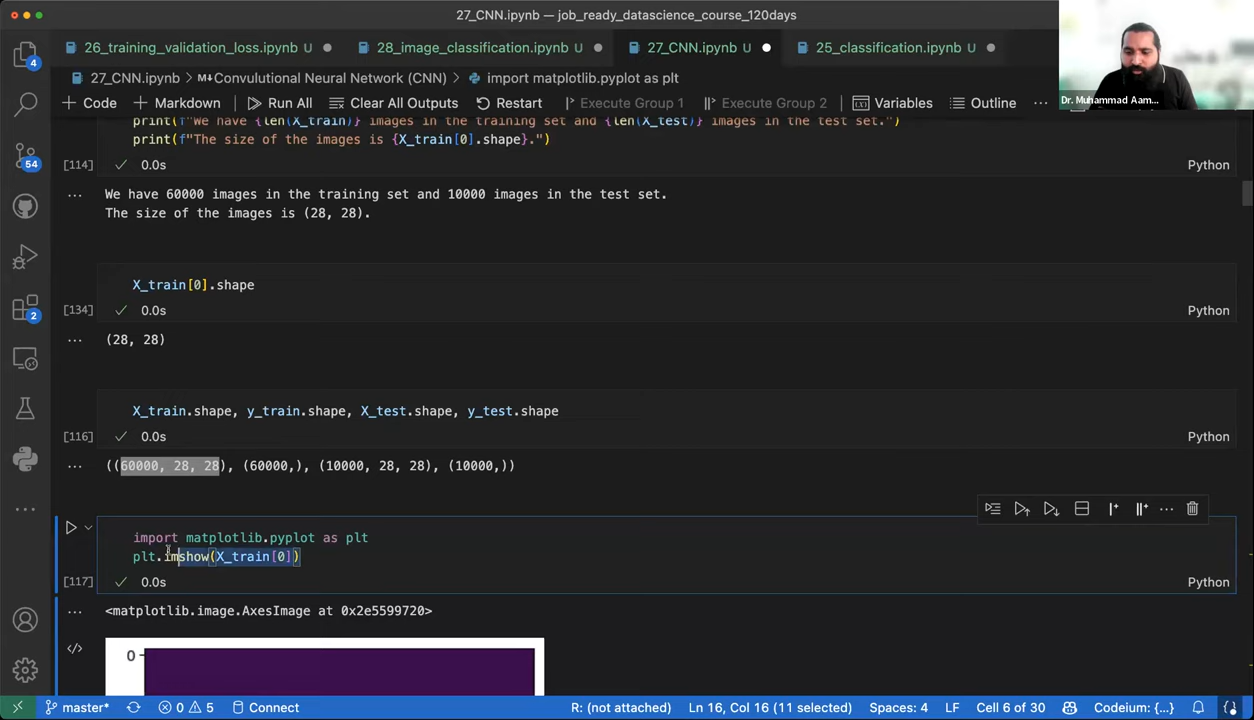 27_CNN.ipynb — job_ready_datascience_course_120days
26_training_validation_loss.ipynb U
28_image_classification.ipynb U
27_CNN.ipynb U
25_classification.ipynb U
27_CNN.ipynb > M↓Convulutional Neural Network (CNN) > import matplotlib.pyplot as plt
Dr. Muhammad Aam...
+ Code + Markdown Run All Clear All Outputs Restart Execute Group 1 Execute Group 2 Variables Outline ...
print(f"We have {len(X_train)} images in the training set and {len(X_test)} images in the test set.")
print(f"The size of the images is {X_train[0].shape}.")
[114] ✓ 0.0s Python
... We have 60000 images in the training set and 10000 images in the test set.
The size of the images is (28, 28).
X_train[0].shape
[134] ✓ 0.0s Python
... (28, 28)
X_train.shape, y_train.shape, X_test.shape, y_test.shape
[116] ✓ 0.0s Python
... ((60000, 28, 28), (60000,), (10000, 28, 28), (10000,))
import matplotlib.pyplot as plt
plt.imshow(X_train[0])
[117] ✓ 0.0s Python
... <matplotlib.image.AxesImage at 0x2e5599720>
0
4
54
2
master* 0 5 Connect R: (not attached) Ln 16, Col 16 (11 selected) Spaces: 4 LF Cell 6 of 30 Codeium: {...}